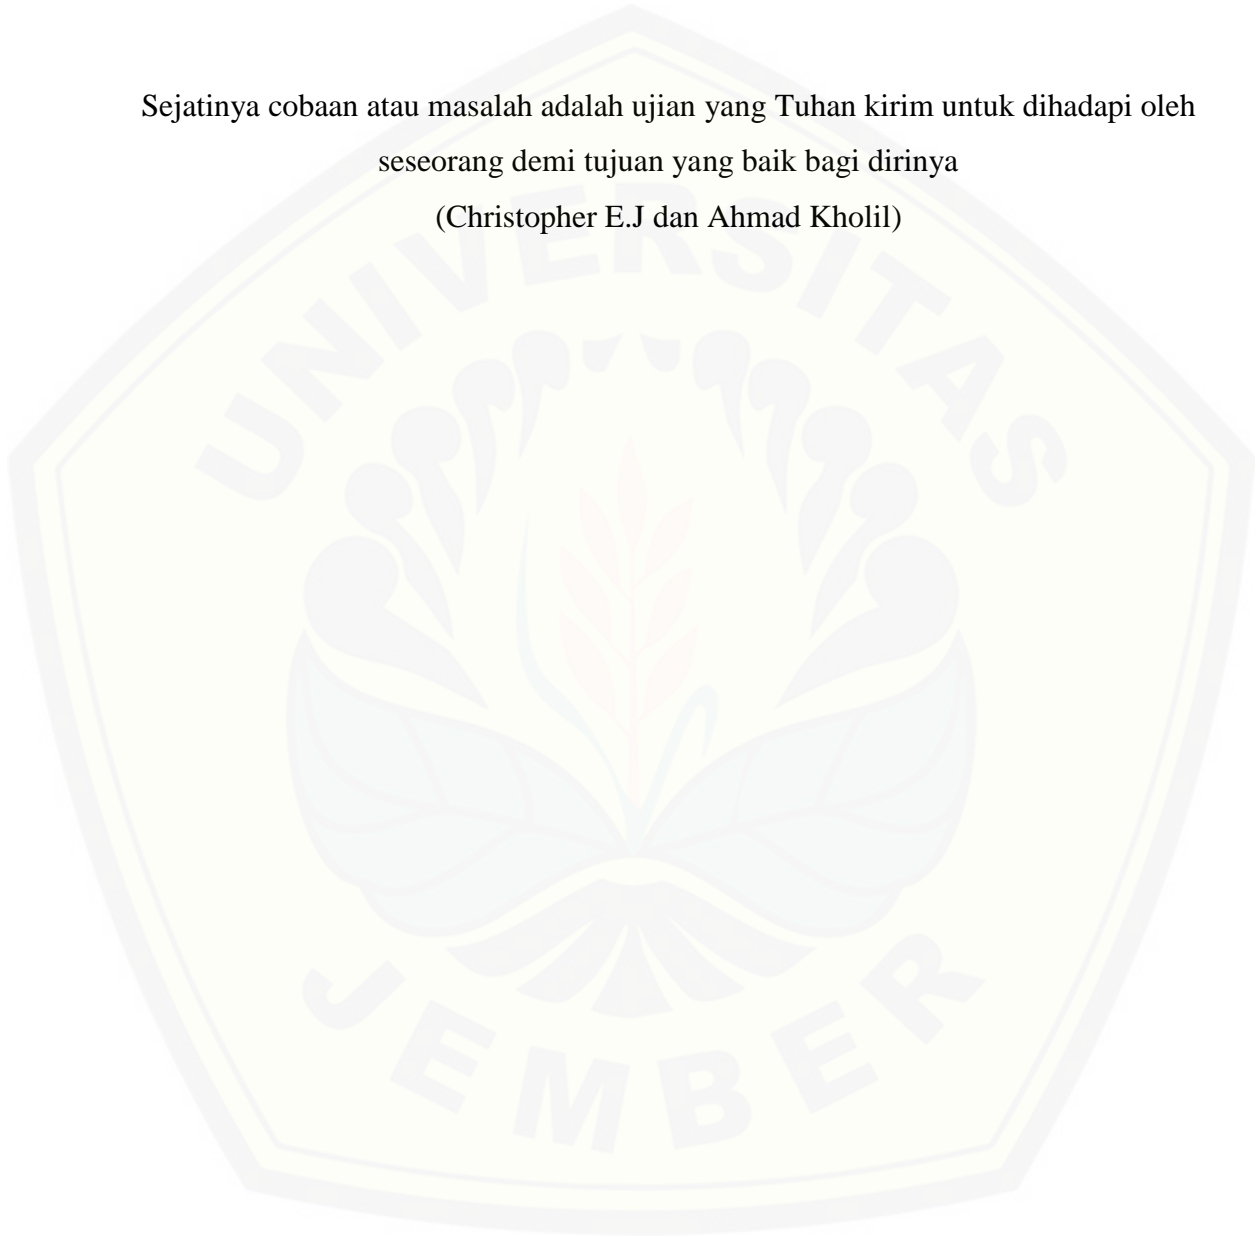 Sejatinya cobaan atau masalah adalah ujian yang Tuhan kirim untuk dihadapi oleh
seseorang demi tujuan yang baik bagi dirinya
(Christopher E.J dan Ahmad Kholil)
UNIVERSITAS
JEMBER